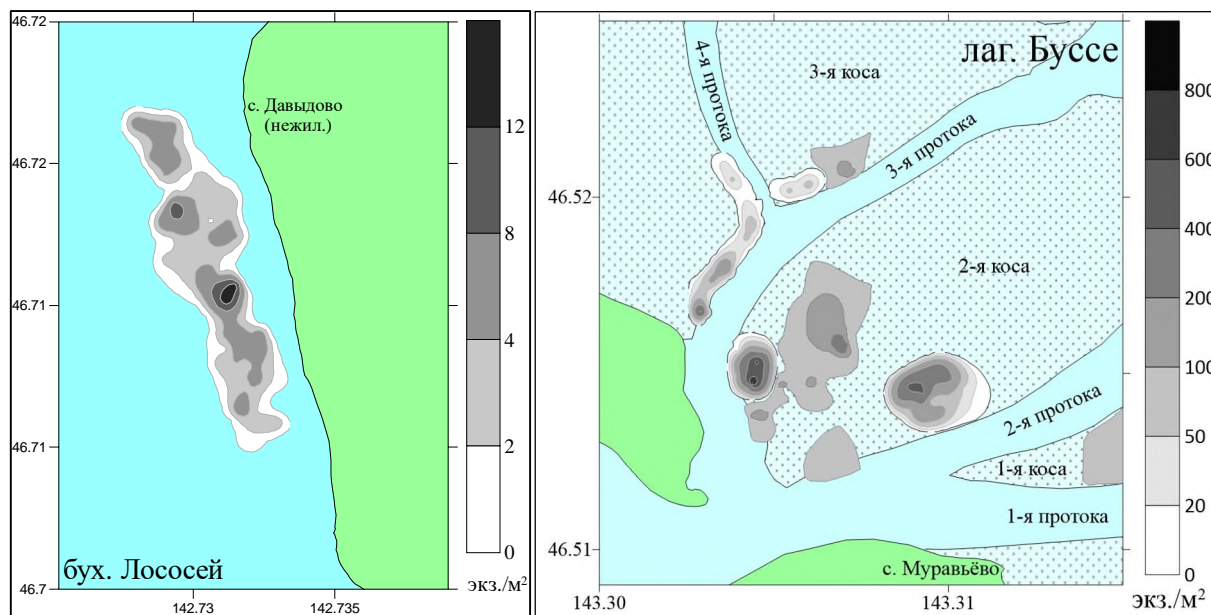 46.72
46.72
46.71
46.71
46.7
142.73
142.735
с. Давыдово
(нежил.)
бух. Лососей
12
8
4
2
0
экз./м²
лаг. Буссе
46.52
46.51
143.30
143.31
4-я протока
3-я коса
3-я протока
2-я коса
2-я протока
1-я коса
1-я протока
с. Муравьёво
800
600
400
200
100
50
20
0
экз./м²